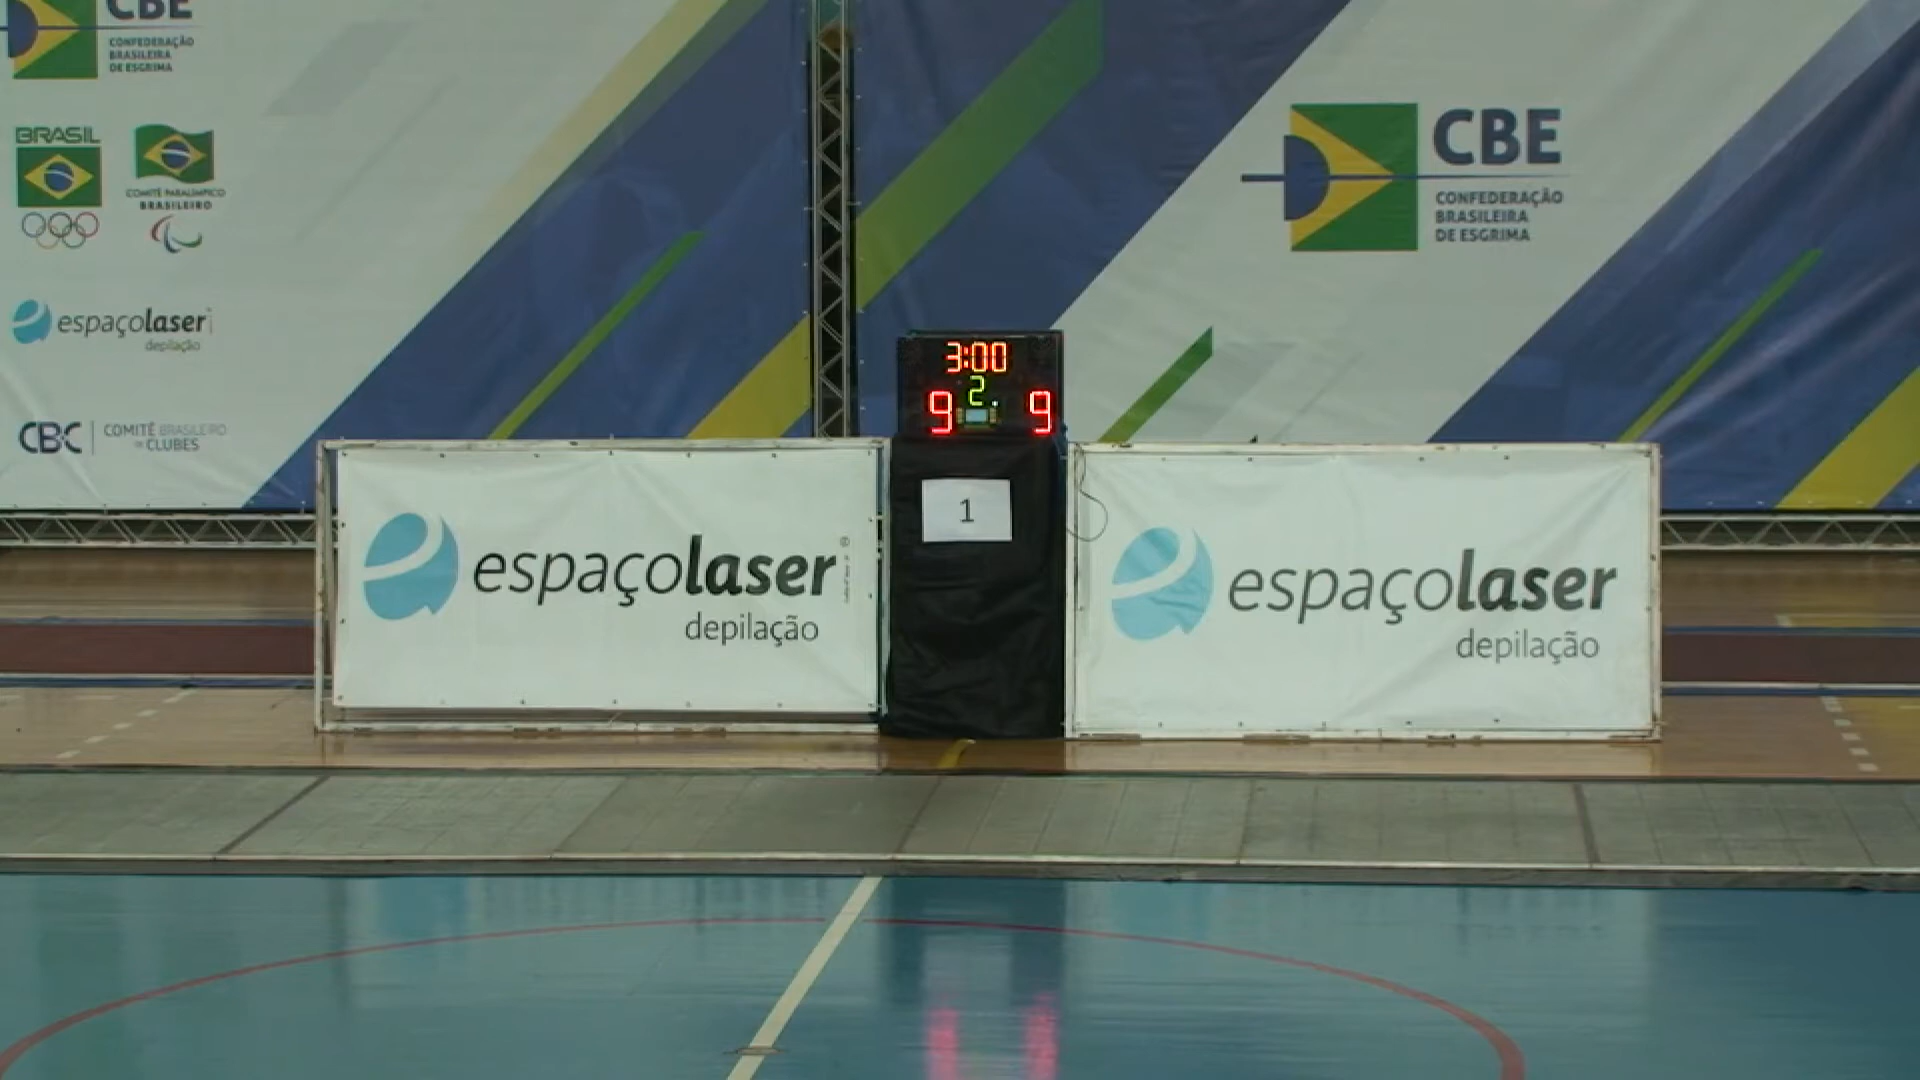 CBE
CONFEDERAÇÃO
BRASILEIRA
DE ESGRIMA
BRASIL
COMITÊ PARALÍMPICO
BRASILEIRO
espaçolaser
depilação
CBC COMITÊ BRASILEIRO
DE CLUBES
CBE
CONFEDERAÇÃO
BRASILEIRA
DE ESGRIMA
3:00
2
9 9
1
espaçolaser®
depilação
espaçolaser
depilação